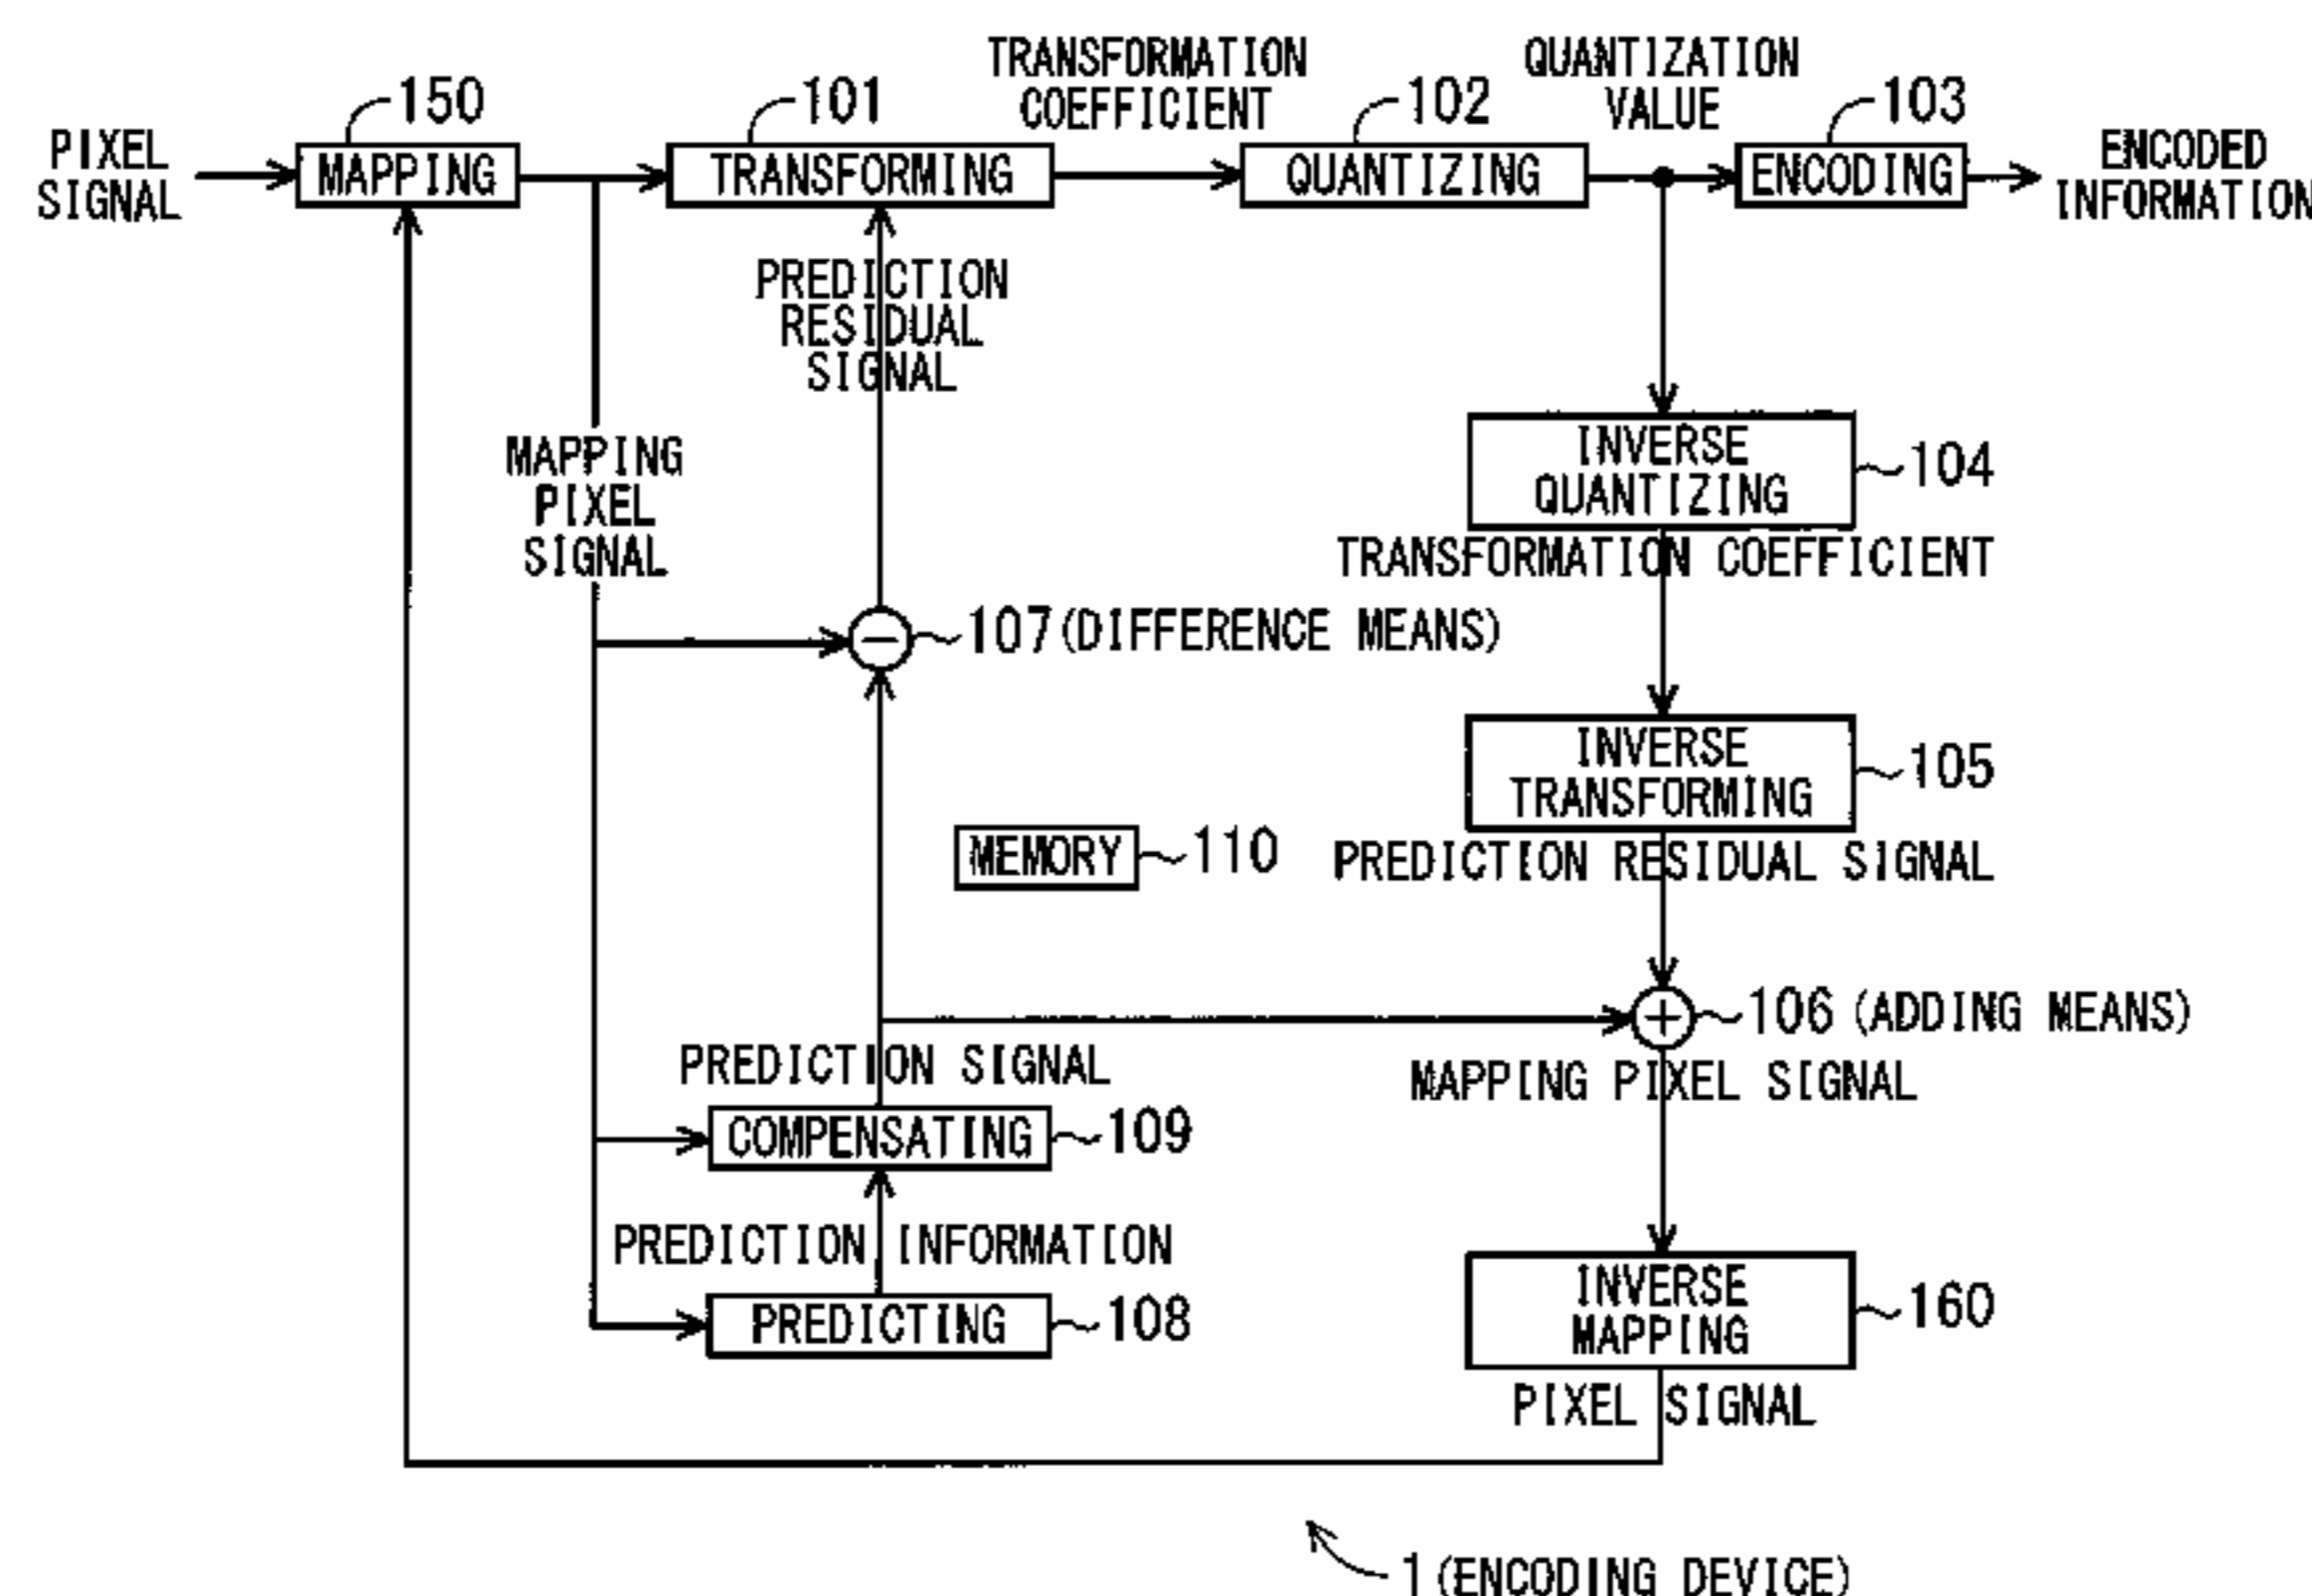 PIXEL
SIGNAL
150
MAPPING
101
TRANSFORMING
TRANSFORMATION
COEFFICIENT
102
QUANTIZING
QUANTIZATION
VALUE
103
ENCODING
ENCODED
INFORMATION
PREDICTION
RESIDUAL
SIGNAL
MAPPING
PIXEL
SIGNAL
INVERSE
QUANTIZING
104
TRANSFORMATION COEFFICIENT
107(DIFFERENCE MEANS)
INVERSE
TRANSFORMING
105
MEMORY
110
PREDICTION RESIDUAL SIGNAL
106 (ADDING MEANS)
PREDICTION SIGNAL
MAPPING PIXEL SIGNAL
COMPENSATING
109
PREDICTION INFORMATION
PREDICTING
108
INVERSE
MAPPING
160
PIXEL SIGNAL
1 (ENCODING DEVICE)